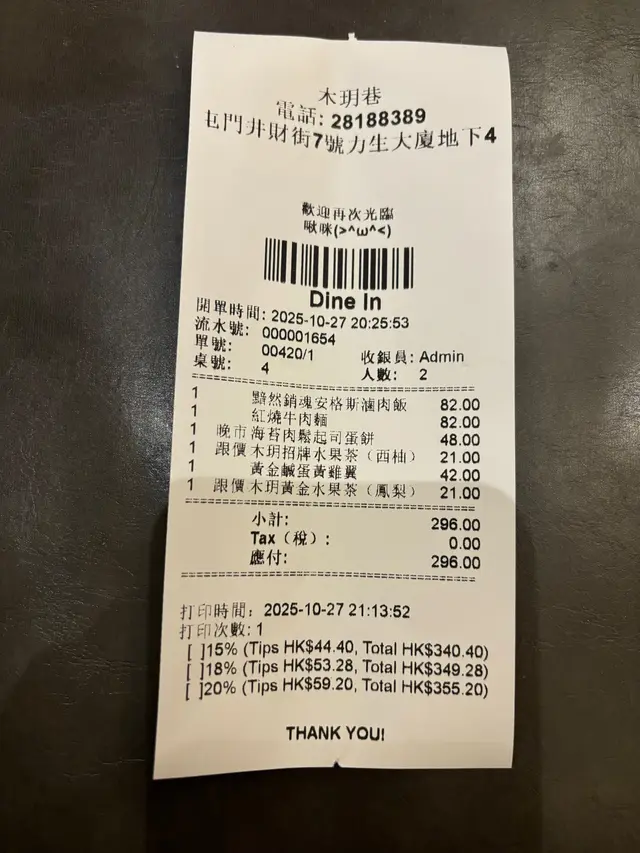 木玥巷
電話: 28188389
屯門井財街7號力生大廈地下4
歡迎再次光臨
啾咪(>^ω^<)
Dine In
開單時間: 2025-10-27 20:25:53
流水號: 000001654
單號: 00420/1 收銀員: Admin
桌號: 4 人數: 2
1 黯然銷魂安格斯滷肉飯 82.00
1 紅燒牛肉麵 82.00
1 晚市 海苔肉鬆起司蛋餅 48.00
1 跟價 木玥招牌水果茶（西柚） 21.00
1 黃金鹹蛋黃雞翼 42.00
1 跟價 木玥黃金水果茶（鳳梨） 21.00
小計: 296.00
Tax（稅）: 0.00
應付: 296.00
打印時間: 2025-10-27 21:13:52
打印次數: 1
[ ]15% (Tips HK$44.40, Total HK$340.40)
[ ]18% (Tips HK$53.28, Total HK$349.28)
[ ]20% (Tips HK$59.20, Total HK$355.20)
THANK YOU!